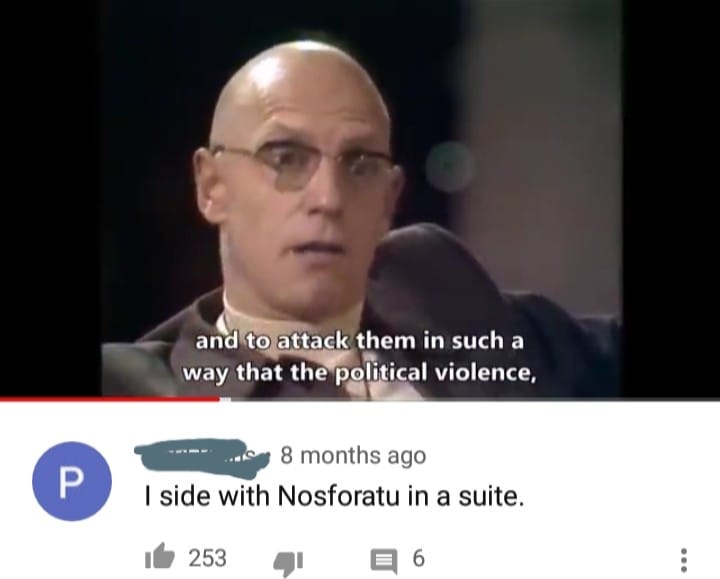 and to attack them in such a
way that the political violence,
P
8 months ago
I side with Nosforatu in a suite.
253
6